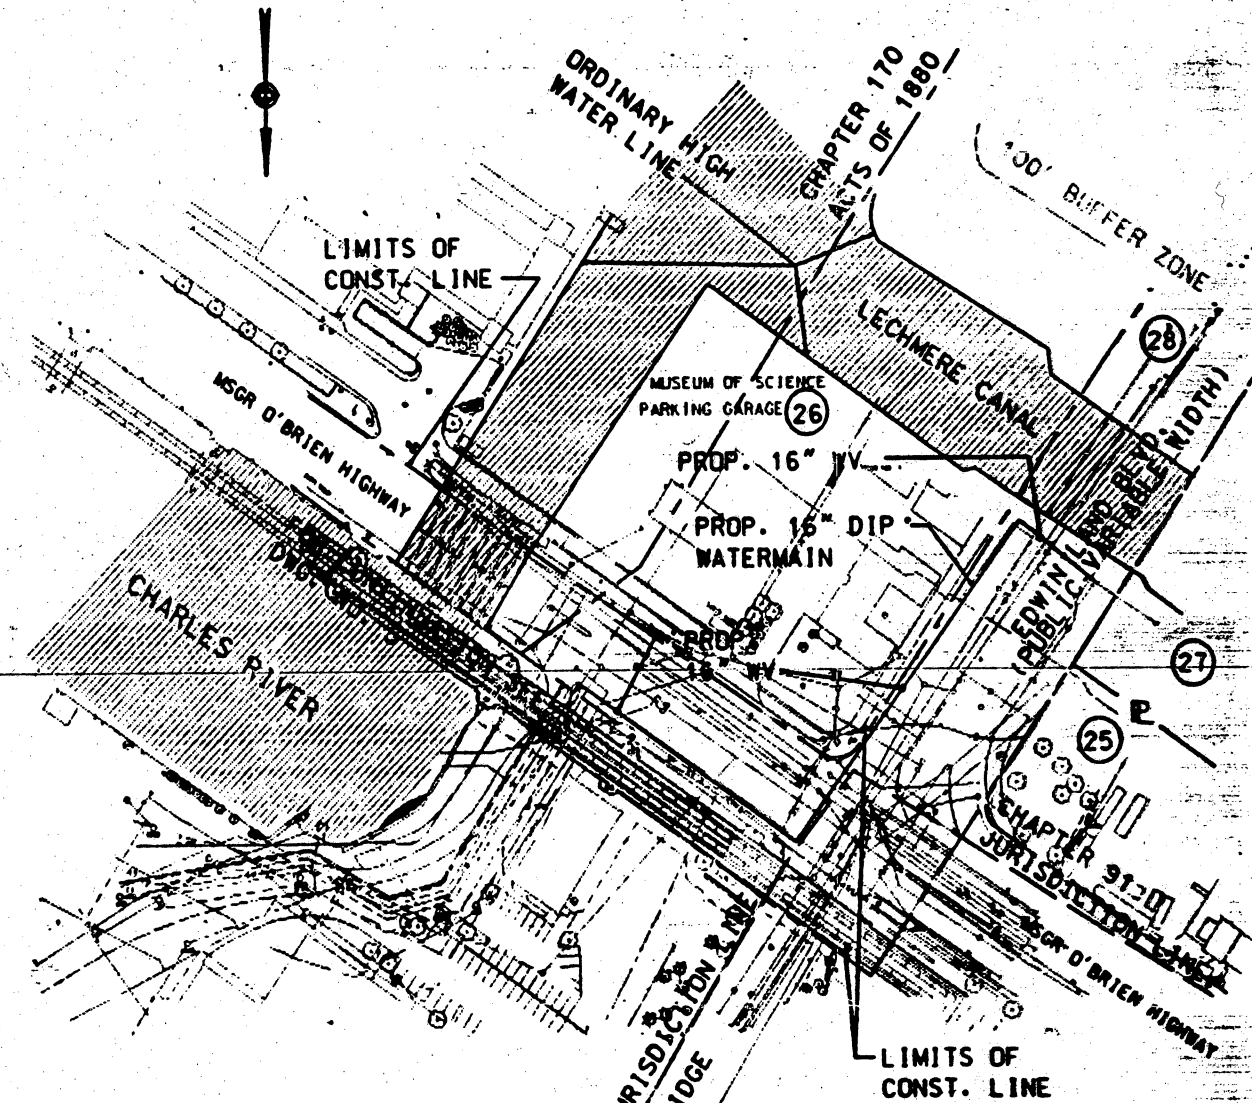 ORDINARY HIGH
WATER LINE
CHAPTER 170
ACTS OF 1880
100' BUFFER ZONE
LIMITS OF
CONST. LINE
LECHMERE CANAL
28
MUSEUM OF SCIENCE
PARKING GARAGE 26
MSGR O'BRIEN HIGHWAY
PROP. 16" WV
PROP. 16" DIP
WATERMAIN
EDWIN LAND BLVD.
(PUBLIC VARIABLE WIDTH)
CHARLES RIVER
PROP.
16" WV
27
25
CHAPTER 91
JURISDICTION LINE
MSGR O'BRIEN HIGHWAY
LINE
LIMITS OF
CONST. LINE